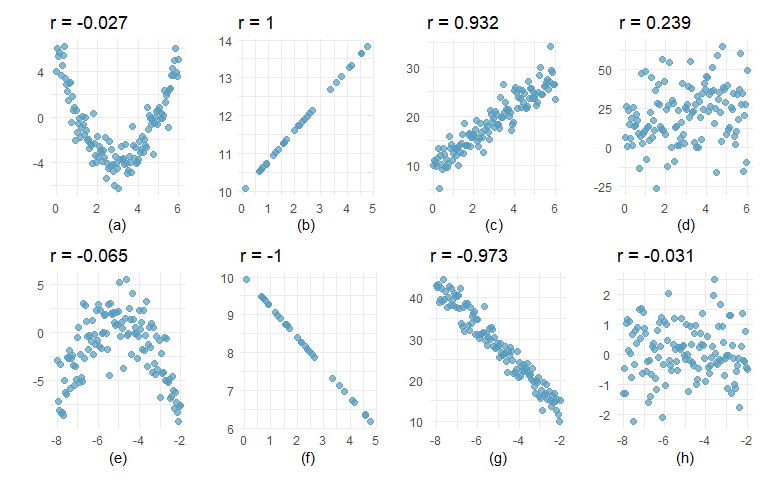 r = -0.027
r = 1
r = 0.932
r = 0.239
4
0
-4
0 2 4 6
(a)
14
13
12
11
10
0 1 2 3 4 5
(b)
30
20
10
0 2 4 6
(c)
50
25
0
-25
0 2 4 6
(d)
r = -0.065
r = -1
r = -0.973
r = -0.031
5
0
-5
-8 -6 -4 -2
(e)
10
9
8
7
6
0 1 2 3 4 5
(f)
40
30
20
10
-8 -6 -4 -2
(g)
2
1
0
-1
-2
-8 -6 -4 -2
(h)